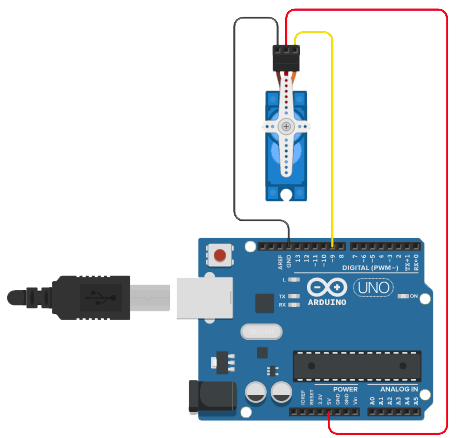 AREF
GND
13
12
~11
~10
~9
8
7
~6
~5
4
~3
2
TX→1
RX←0
DIGITAL (PWM~)
L
TX
RX
ARDUINO
UNO
ON
POWER
ANALOG IN
IOREF
RESET
3.3V
5V
GND
GND
Vin
A0
A1
A2
A3
A4
A5